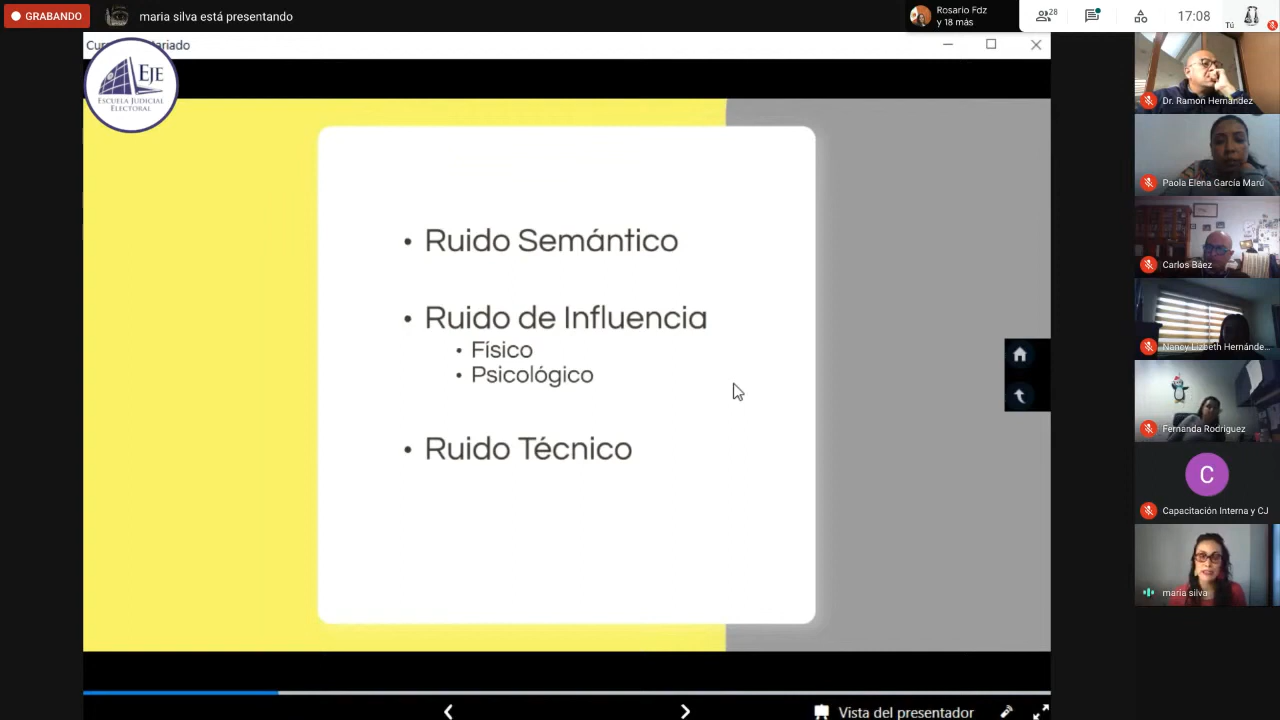 GRABANDO
maria silva está presentando
Rosario Fdz
y 18 más
28
17:08
Tú
EJE
ESCUELA JUDICIAL
ELECTORAL
• Ruido Semántico
• Ruido de Influencia
• Físico
• Psicológico
• Ruido Técnico
Vista del presentador
Dr. Ramon Hernández
Paola Elena García Marú
Carlos Báez
Nancy Lizbeth Hernánde...
Fernanda Rodríguez
C
Capacitación Interna y CJ
maria silva